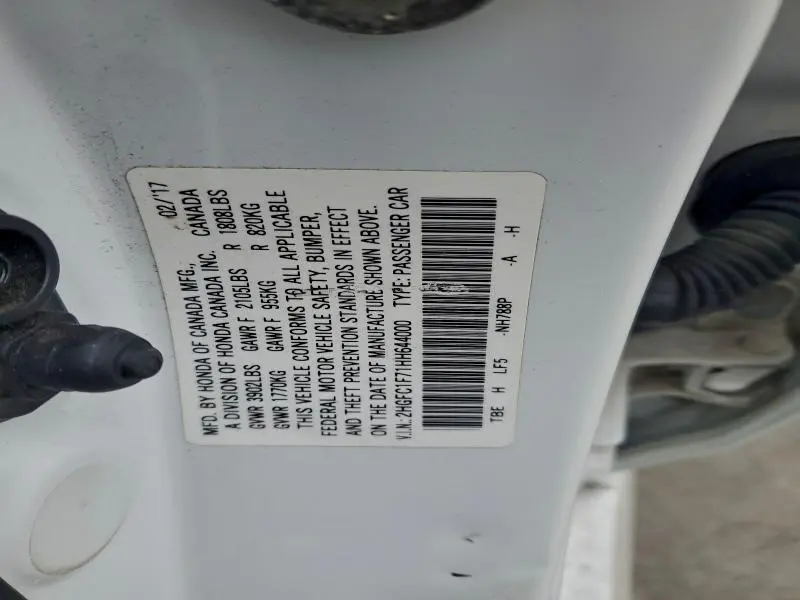 MFD. BY HONDA OF CANADA MFG., 02/'17
A DIVISION OF HONDA CANADA INC. CANADA
GVWR 3902LBS GAWR F 2105LBS R 1808LBS
GVWR 1770KG GAWR F 955KG R 820KG
THIS VEHICLE CONFORMS TO ALL APPLICABLE
FEDERAL MOTOR VEHICLE SAFETY, BUMPER,
AND THEFT PREVENTION STANDARDS IN EFFECT
ON THE DATE OF MANUFACTURE SHOWN ABOVE.
V.I.N.: 2HGFC1F71HH644000 TYPE: PASSENGER CAR
TBE H LF5 -NH788P -A -H